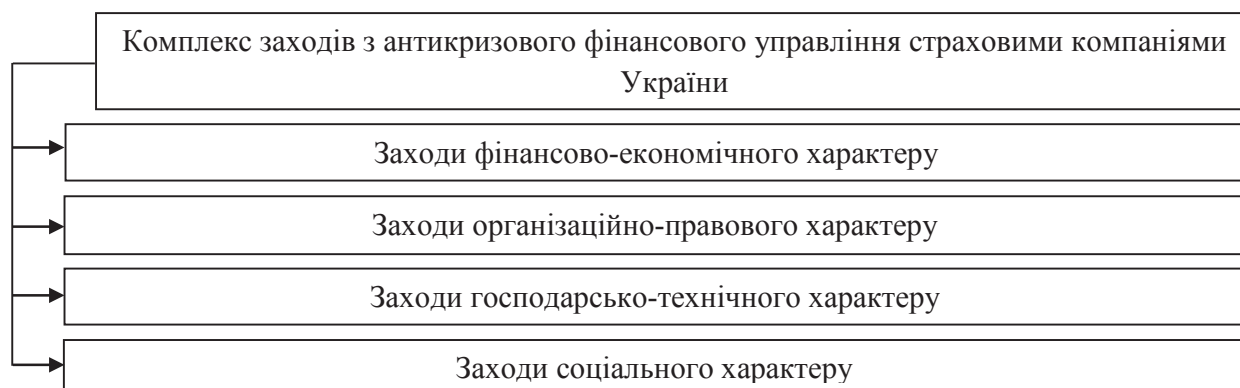 Комплекс заходів з антикризового фінансового управління страховими компаніями
України
Заходи фінансово-економічного характеру
Заходи організаційно-правового характеру
Заходи господарсько-технічного характеру
Заходи соціального характеру